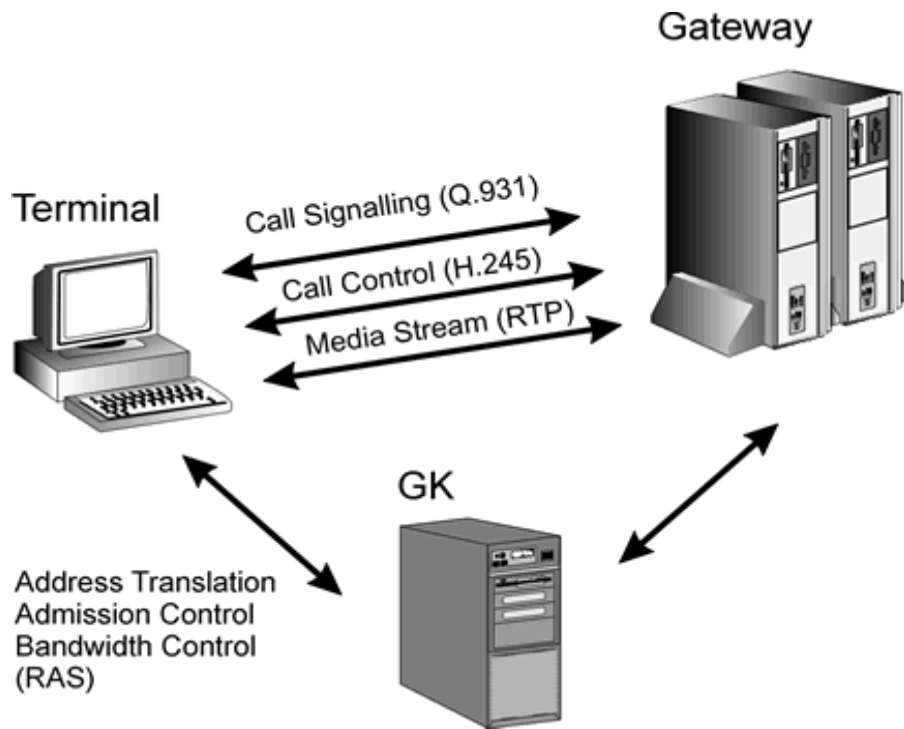 Gateway
Terminal
Call Signalling (Q.931)
Call Control (H.245)
Media Stream (RTP)
GK
Address Translation
Admission Control
Bandwidth Control
(RAS)